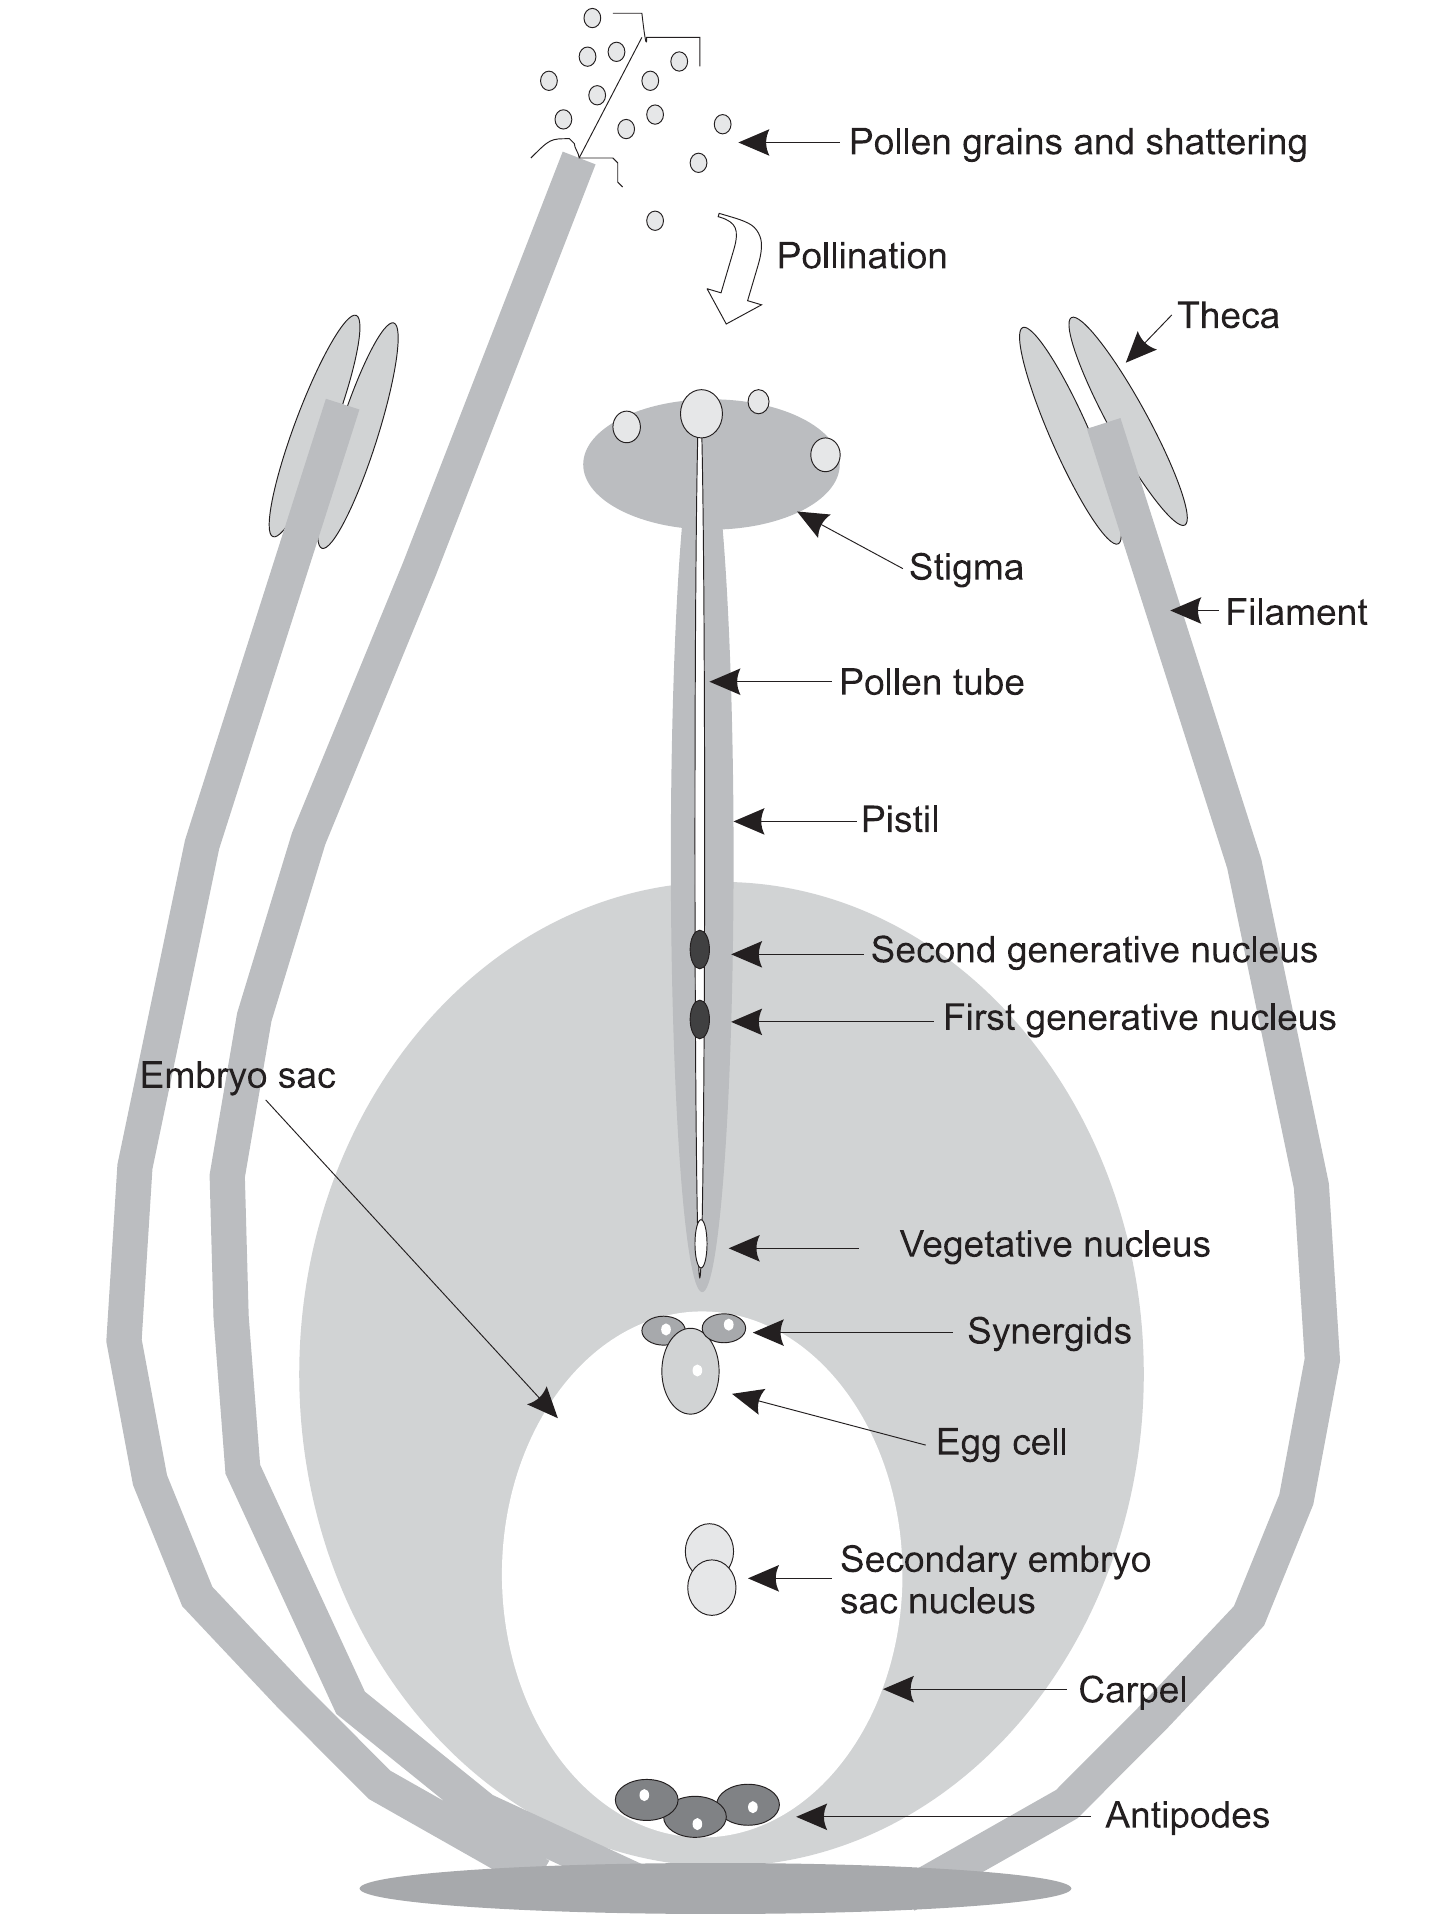 Pollen grains and shattering
Pollination
Theca
Stigma
Filament
Pollen tube
Pistil
Second generative nucleus
First generative nucleus
Embryo sac
Vegetative nucleus
Synergids
Egg cell
Secondary embryo
sac nucleus
Carpel
Antipodes